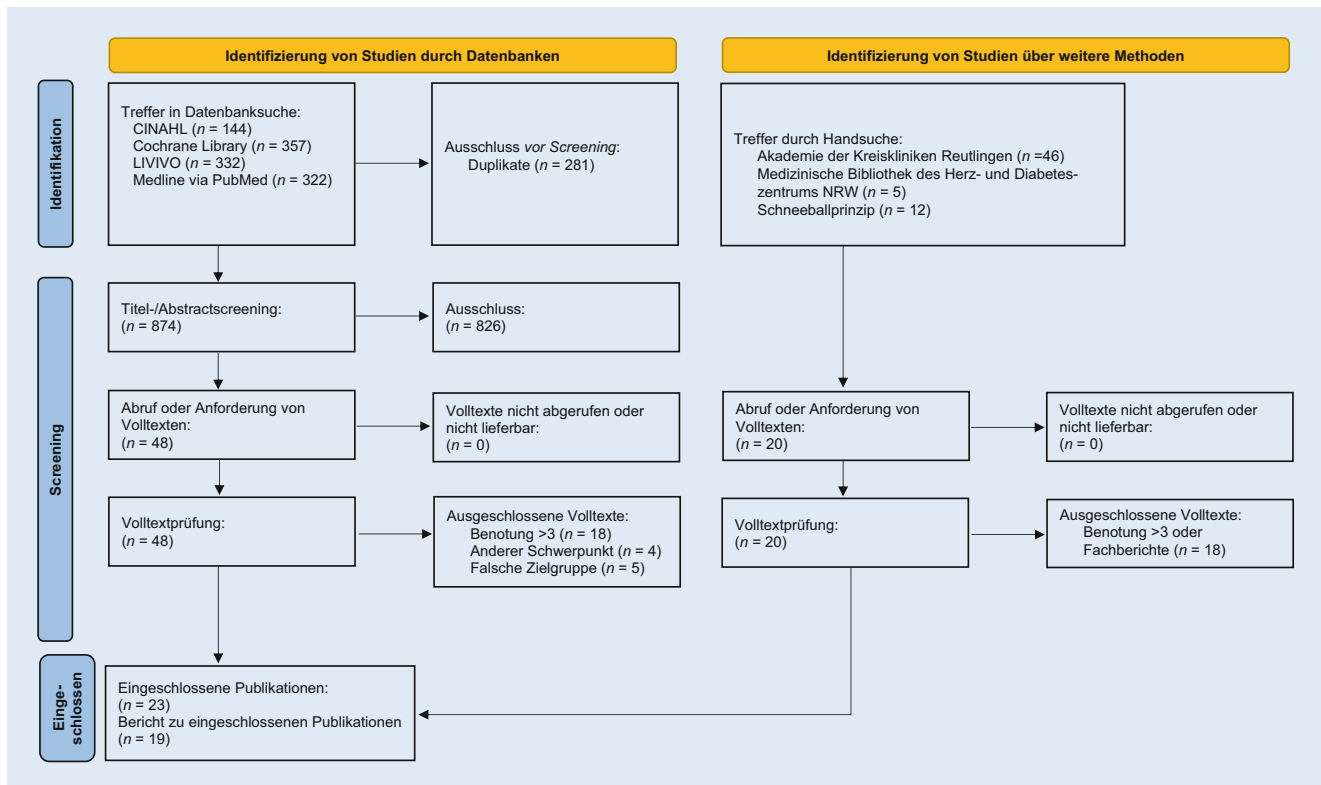 Identifizierung von Studien durch Datenbanken
Identifizierung von Studien über weitere Methoden
Identifikation
Treffer in Datenbanksuche:
CINAHL (n = 144)
Cochrane Library (n = 357)
LIVIVO (n = 332)
Medline via PubMed (n = 322)
Ausschluss vor Screening:
Duplikate (n = 281)
Treffer durch Handsuche:
Akademie der Kreiskliniken Reutlingen (n =46)
Medizinische Bibliothek des Herz- und Diabetes-
zentrums NRW (n = 5)
Schneeballprinzip (n = 12)
Screening
Titel-/Abstractscreening:
(n = 874)
Ausschluss:
(n = 826)
Abruf oder Anforderung von
Volltexten:
(n = 48)
Volltexte nicht abgerufen oder
nicht lieferbar:
(n = 0)
Abruf oder Anforderung von
Volltexten:
(n = 20)
Volltexte nicht abgerufen oder
nicht lieferbar:
(n = 0)
Volltextprüfung:
(n = 48)
Ausgeschlossene Volltexte:
Benotung >3 (n = 18)
Anderer Schwerpunkt (n = 4)
Falsche Zielgruppe (n = 5)
Volltextprüfung:
(n = 20)
Ausgeschlossene Volltexte:
Benotung >3 oder
Fachberichte (n = 18)
Einge-
schlossen
Eingeschlossene Publikationen:
(n = 23)
Bericht zu eingeschlossenen Publikationen
(n = 19)